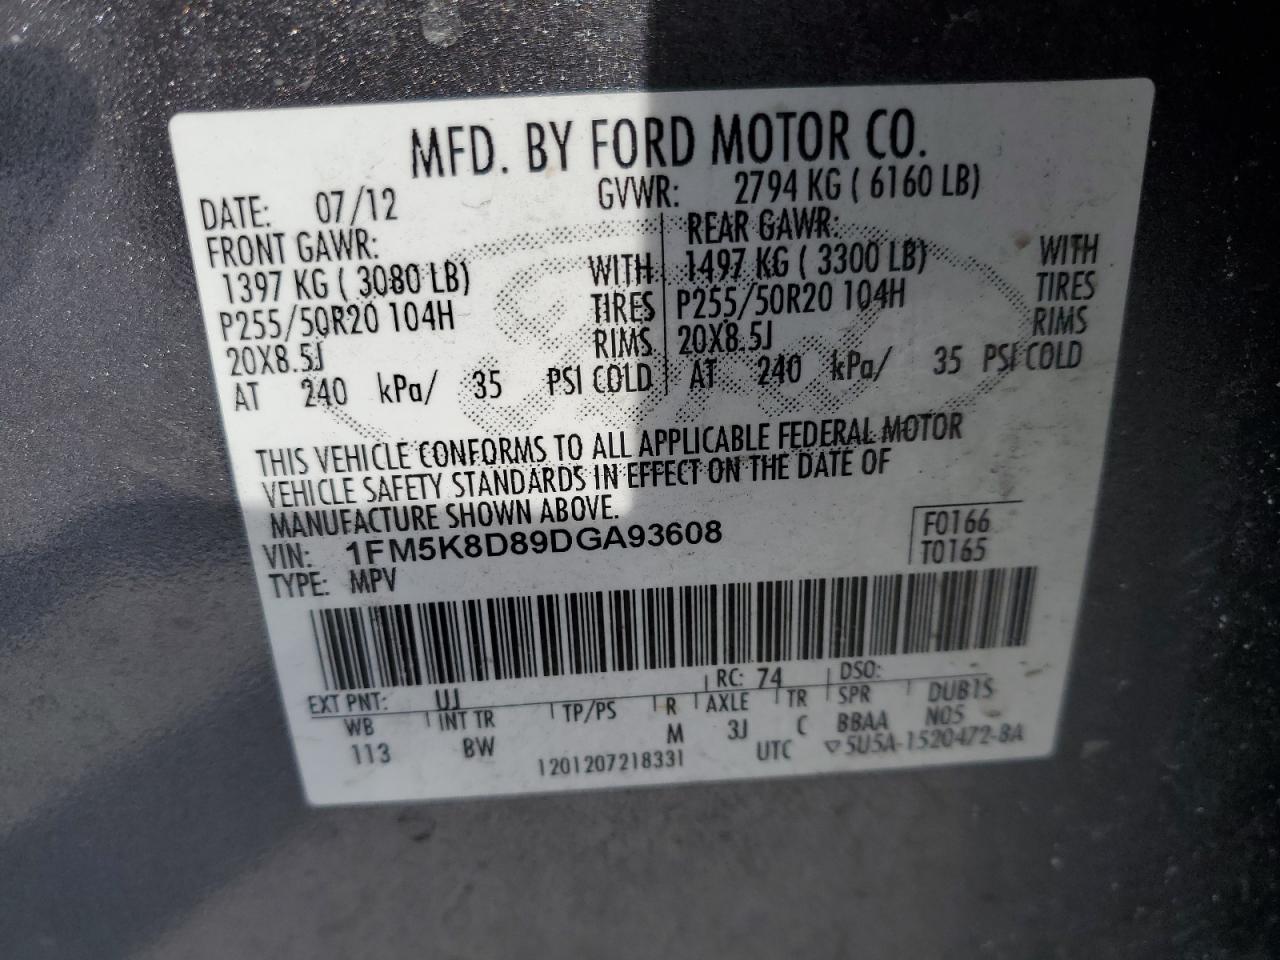 MFD. BY FORD MOTOR CO.
DATE: 07/12 GVWR: 2794 KG ( 6160 LB)
FRONT GAWR: REAR GAWR:
1397 KG ( 3080 LB) WITH 1497 KG ( 3300 LB) WITH
P255/50R20 104H TIRES P255/50R20 104H TIRES
20X8.5J RIMS 20X8.5J RIMS
AT 240 kPa/ 35 PSI COLD AT 240 kPa/ 35 PSI COLD
THIS VEHICLE CONFORMS TO ALL APPLICABLE FEDERAL MOTOR
VEHICLE SAFETY STANDARDS IN EFFECT ON THE DATE OF
MANUFACTURE SHOWN ABOVE.
VIN: 1FM5K8D89DGA93608
TYPE: MPV
F0166
T0165
EXT PNT: UJ RC: 74 DSO:
WB INT TR TP/PS R AXLE TR SPR DUB1S
113 BW M 3J C BBAA N05
1201207218331 UTC ▽5U5A-1520472-BA